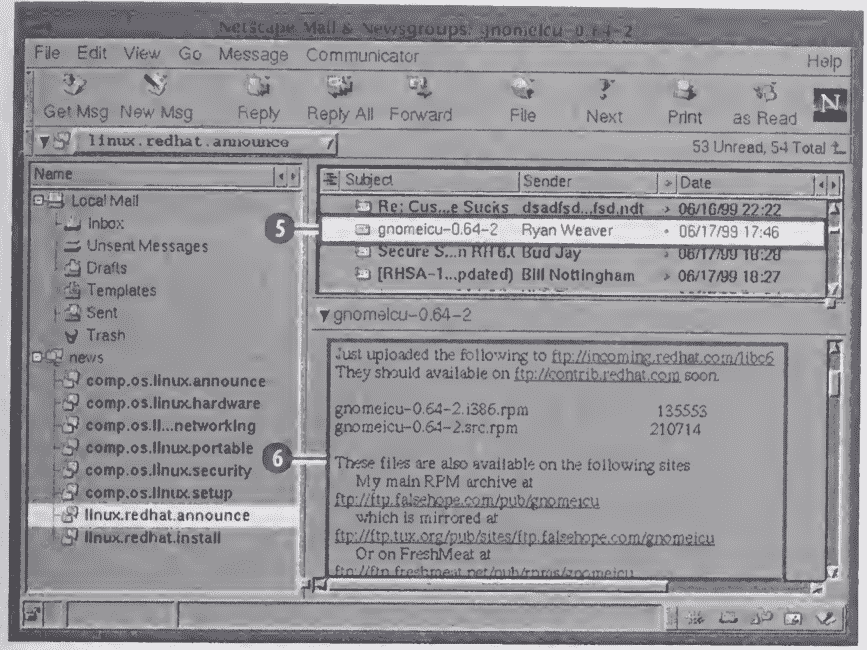 Netscape Mail & Newsgroups: gnomeicu-0.64-2
File Edit View Go Message Communicator Help
Get Msg New Msg Reply Reply All Forward File Next Print as Read
N
linux.redhat.announce 53 Unread, 54 Total
Name
Local Mail
Inbox
Unsent Messages
Drafts
Templates
Sent
Trash
news
comp.os.linux.announce
comp.os.linux.hardware
comp.os.li...networking
comp.os.linux.portable
comp.os.linux.security
comp.os.linux.setup
linux.redhat.announce
linux.redhat.install
Subject Sender Date
Re: Cus...e Sucks dsadfsd...fsd.ndt 06/16/99 22:22
5
gnomeicu-0.64-2 Ryan Weaver 06/17/99 17:46
Secure S...n RH 6.( Bud Jay 06/17/99 18:28
[RHSA-1...pdated) Bill Nottingham 06/17/99 18:27
gnomeicu-0.64-2
Just uploaded the following to ftp://incoming.redhat.com/libc6
They should available on ftp://contrib.redhat.com soon.
gnomeicu-0.64-2.i386.rpm 135553
gnomeicu-0.64-2.src.rpm 210714
6
These files are also available on the following sites
My main RPM archive at
ftp://ftp.falsehope.com/pub/gnomeicu
which is mirrored at
ftp://ftp.tux.org/pub/sites/ftp.falsehope.com/gnomeicu
Or on FreshMeat at
ftp://ftp.freshmeat.net/pub/rpms/gnomeicu